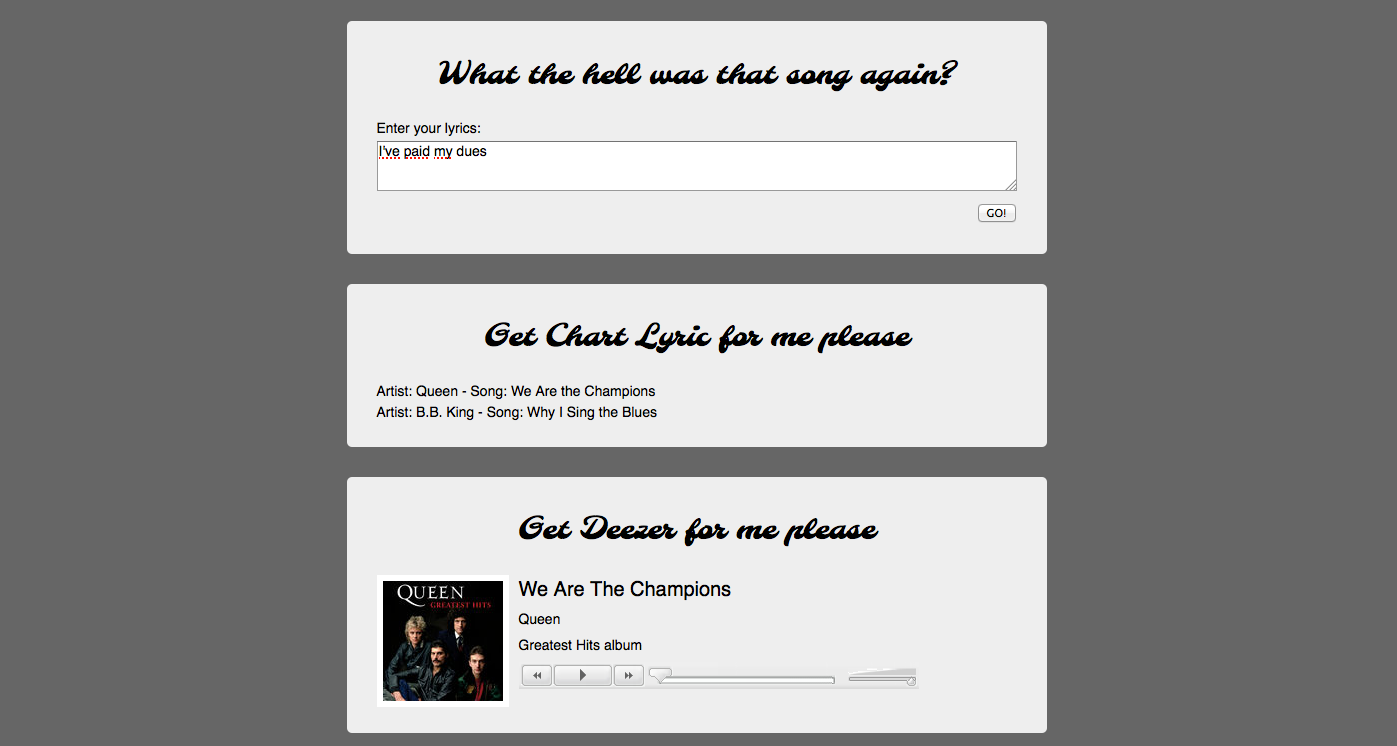 What the hell was that song again?
Enter your lyrics:
I've paid my dues
GO!
Get Chart Lyric for me please
Artist: Queen - Song: We Are the Champions
Artist: B.B. King - Song: Why I Sing the Blues
Get Deezer for me please
QUEEN
GREATEST HITS
We Are The Champions
Queen
Greatest Hits album